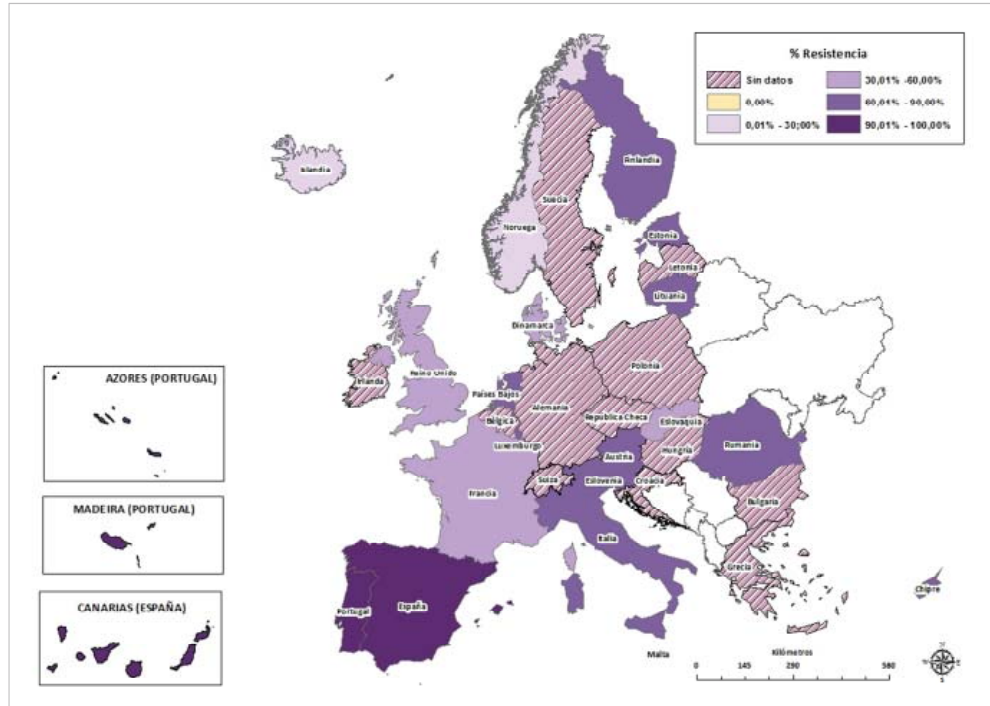 % Resistencia
Sin datos
0,00%
0,01% - 30;00%
30,01% -60,00%
60,01% - 90,00%
90,01% - 100,00%
Islandia
Noruega
Suecia
Finlandia
Estonia
Letonia
Lituania
Dinamarca
Irlanda
Reino Unido
Países Bajos
Bélgica
Luxemburgo
Alemania
Polonia
República Checa
Eslovaquia
Austria
Hungría
Rumanía
Suiza
Eslovenia
Croacia
Bulgaria
Francia
Italia
Grecia
Chipre
Portugal
España
Malta
AZORES (PORTUGAL)
MADEIRA (PORTUGAL)
CANARIAS (ESPAÑA)
Kilómetros
0 145 290 580
N
O E
S